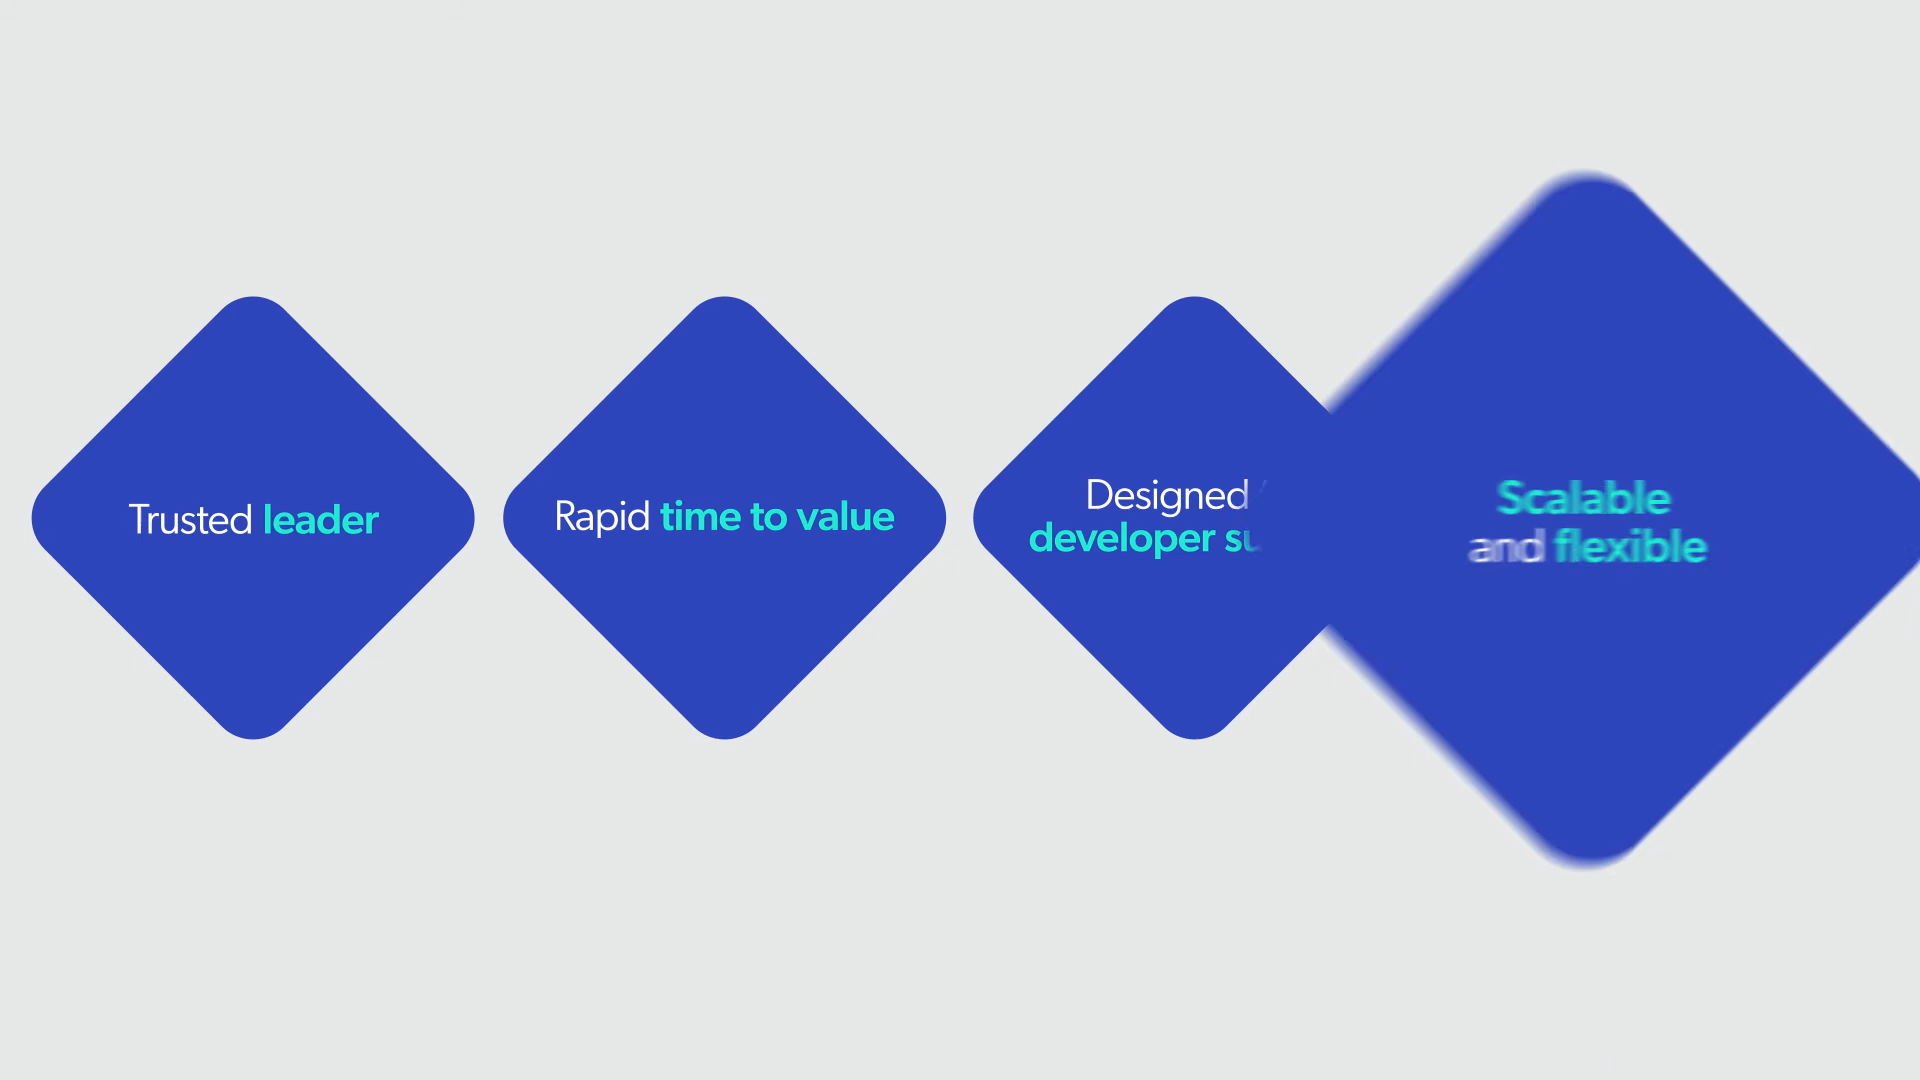 Trusted leader
Rapid time to value
Designed
developer
Scalable
and flexible